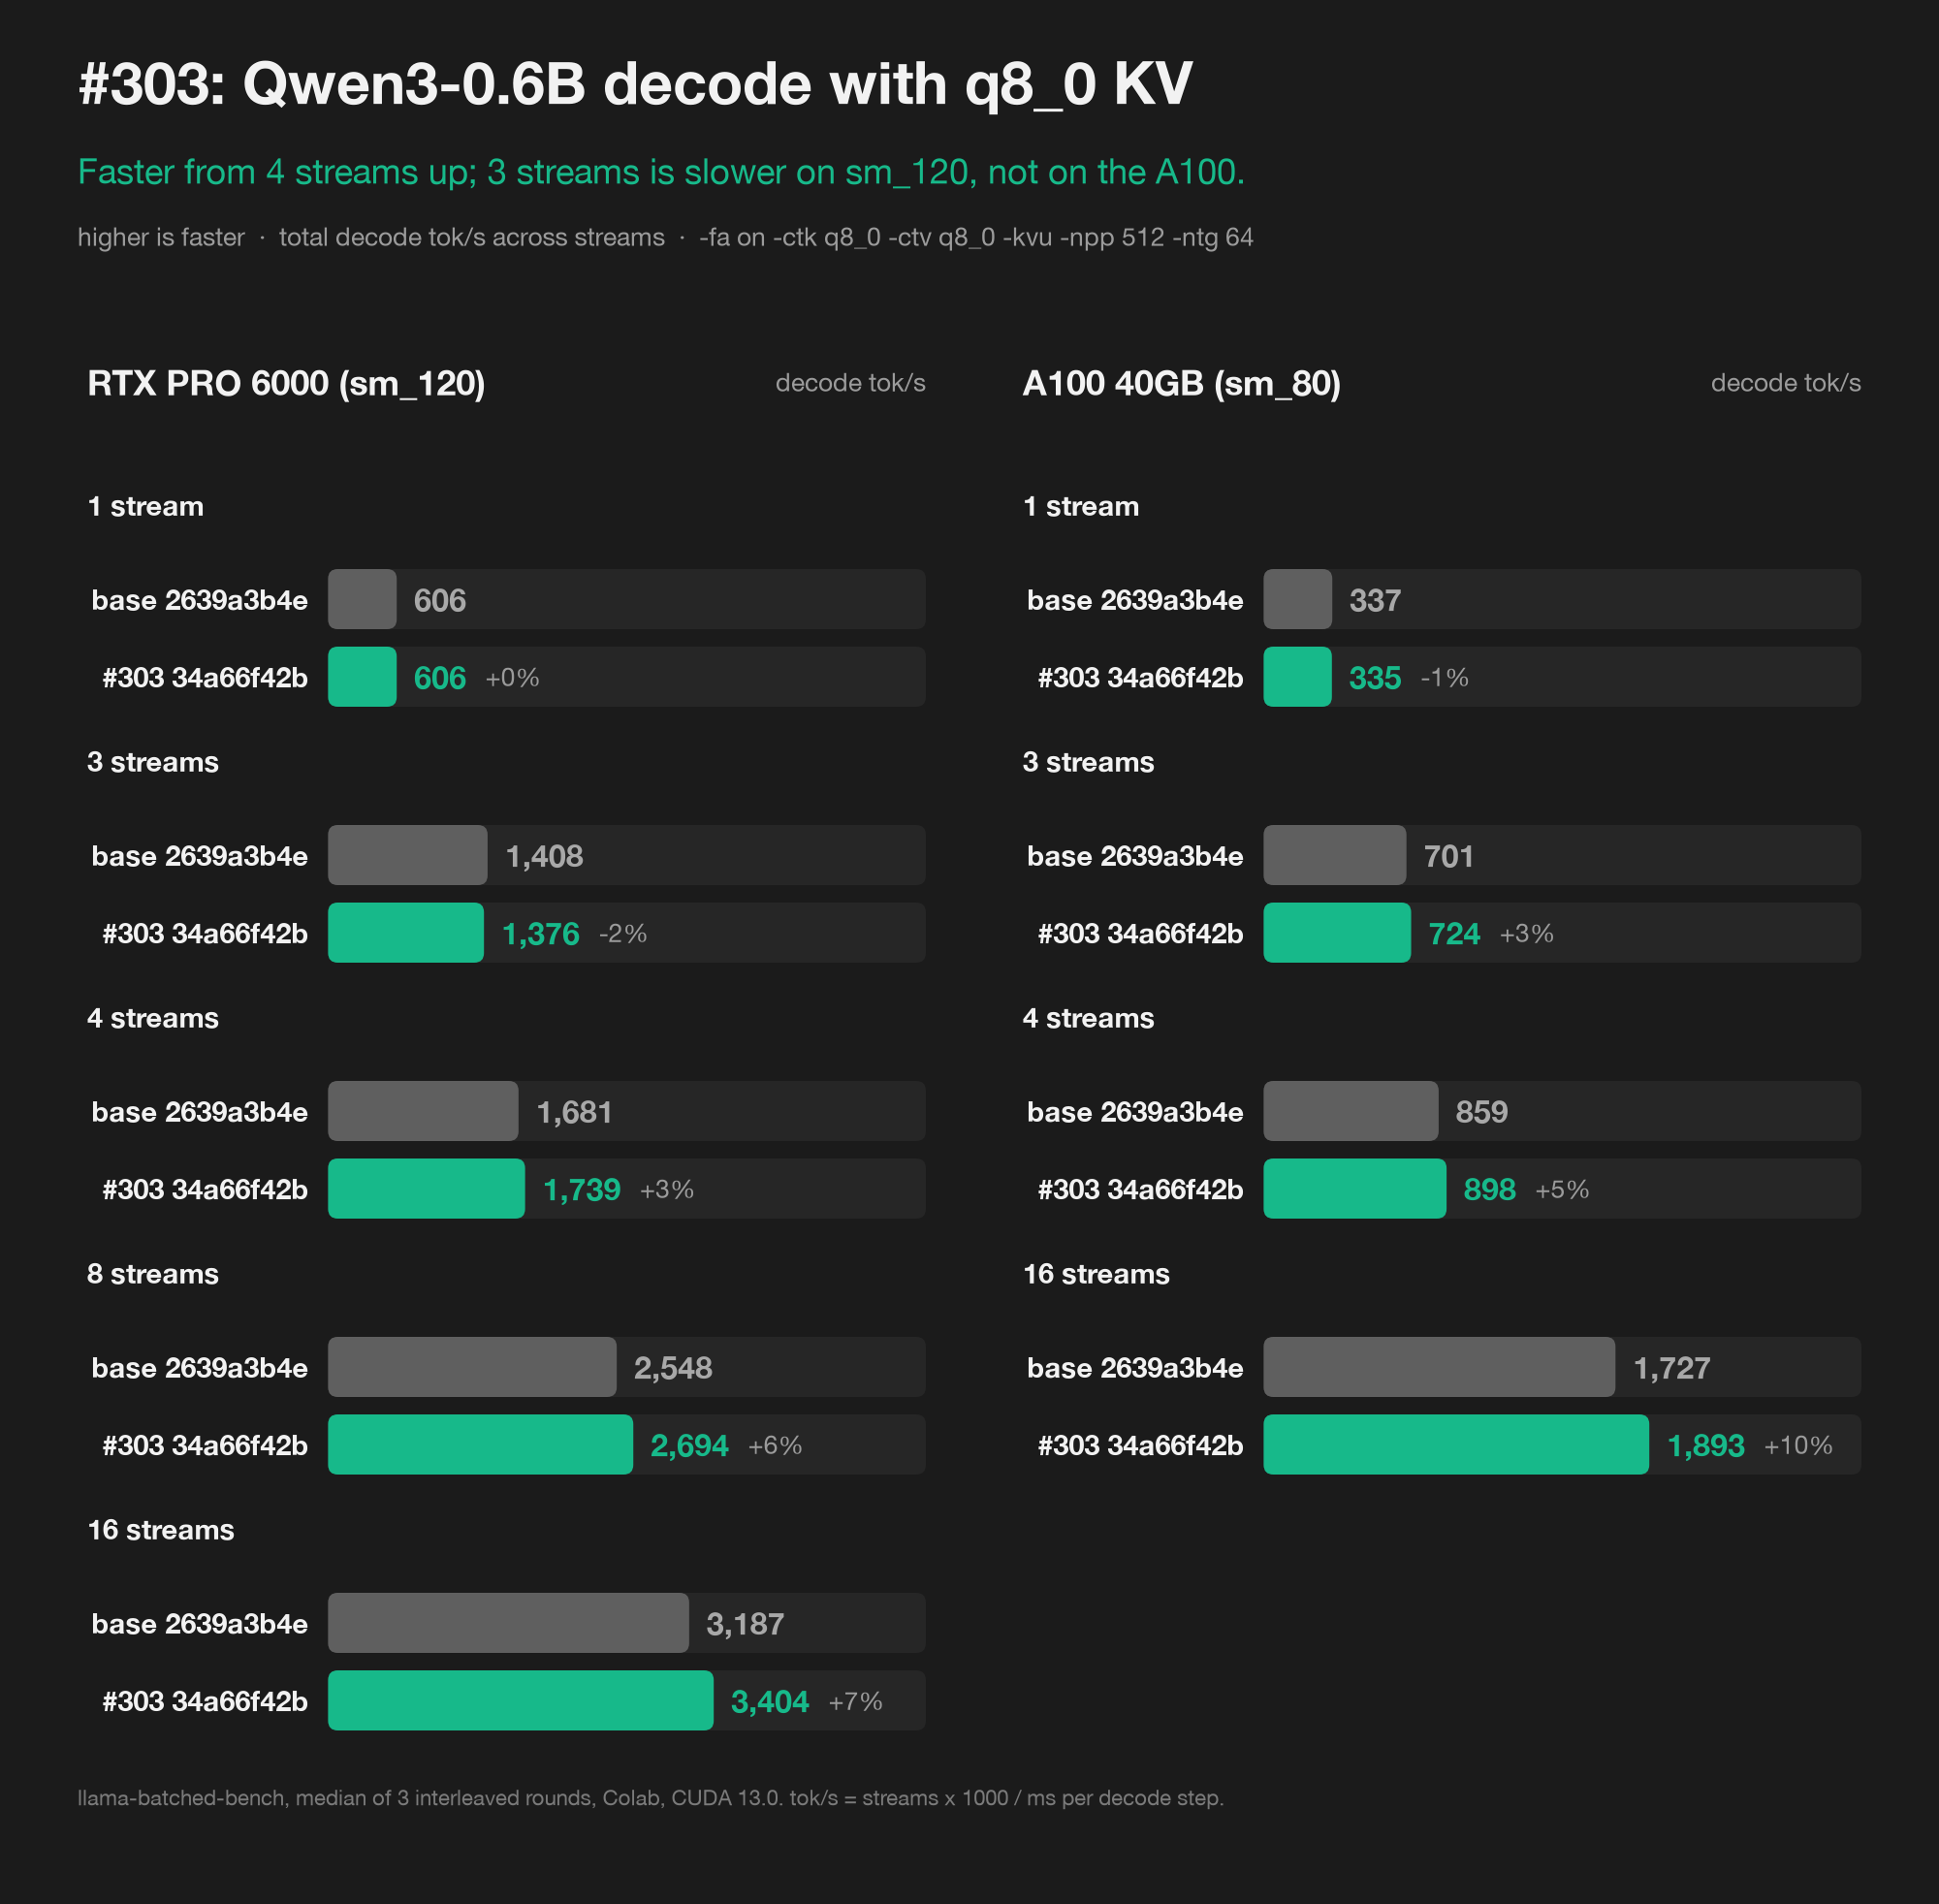 #303: Qwen3-0.6B decode with q8_0 KV
Faster from 4 streams up; 3 streams is slower on sm_120, not on the A100.
higher is faster · total decode tok/s across streams · -fa on -ctk q8_0 -ctv q8_0 -kvu -npp 512 -ntg 64
RTX PRO 6000 (sm_120) decode tok/s
1 stream
base 2639a3b4e 606
#303 34a66f42b 606 +0%
3 streams
base 2639a3b4e 1,408
#303 34a66f42b 1,376 -2%
4 streams
base 2639a3b4e 1,681
#303 34a66f42b 1,739 +3%
8 streams
base 2639a3b4e 2,548
#303 34a66f42b 2,694 +6%
16 streams
base 2639a3b4e 3,187
#303 34a66f42b 3,404 +7%
A100 40GB (sm_80) decode tok/s
1 stream
base 2639a3b4e 337
#303 34a66f42b 335 -1%
3 streams
base 2639a3b4e 701
#303 34a66f42b 724 +3%
4 streams
base 2639a3b4e 859
#303 34a66f42b 898 +5%
16 streams
base 2639a3b4e 1,727
#303 34a66f42b 1,893 +10%
llama-batched-bench, median of 3 interleaved rounds, Colab, CUDA 13.0. tok/s = streams x 1000 / ms per decode step.